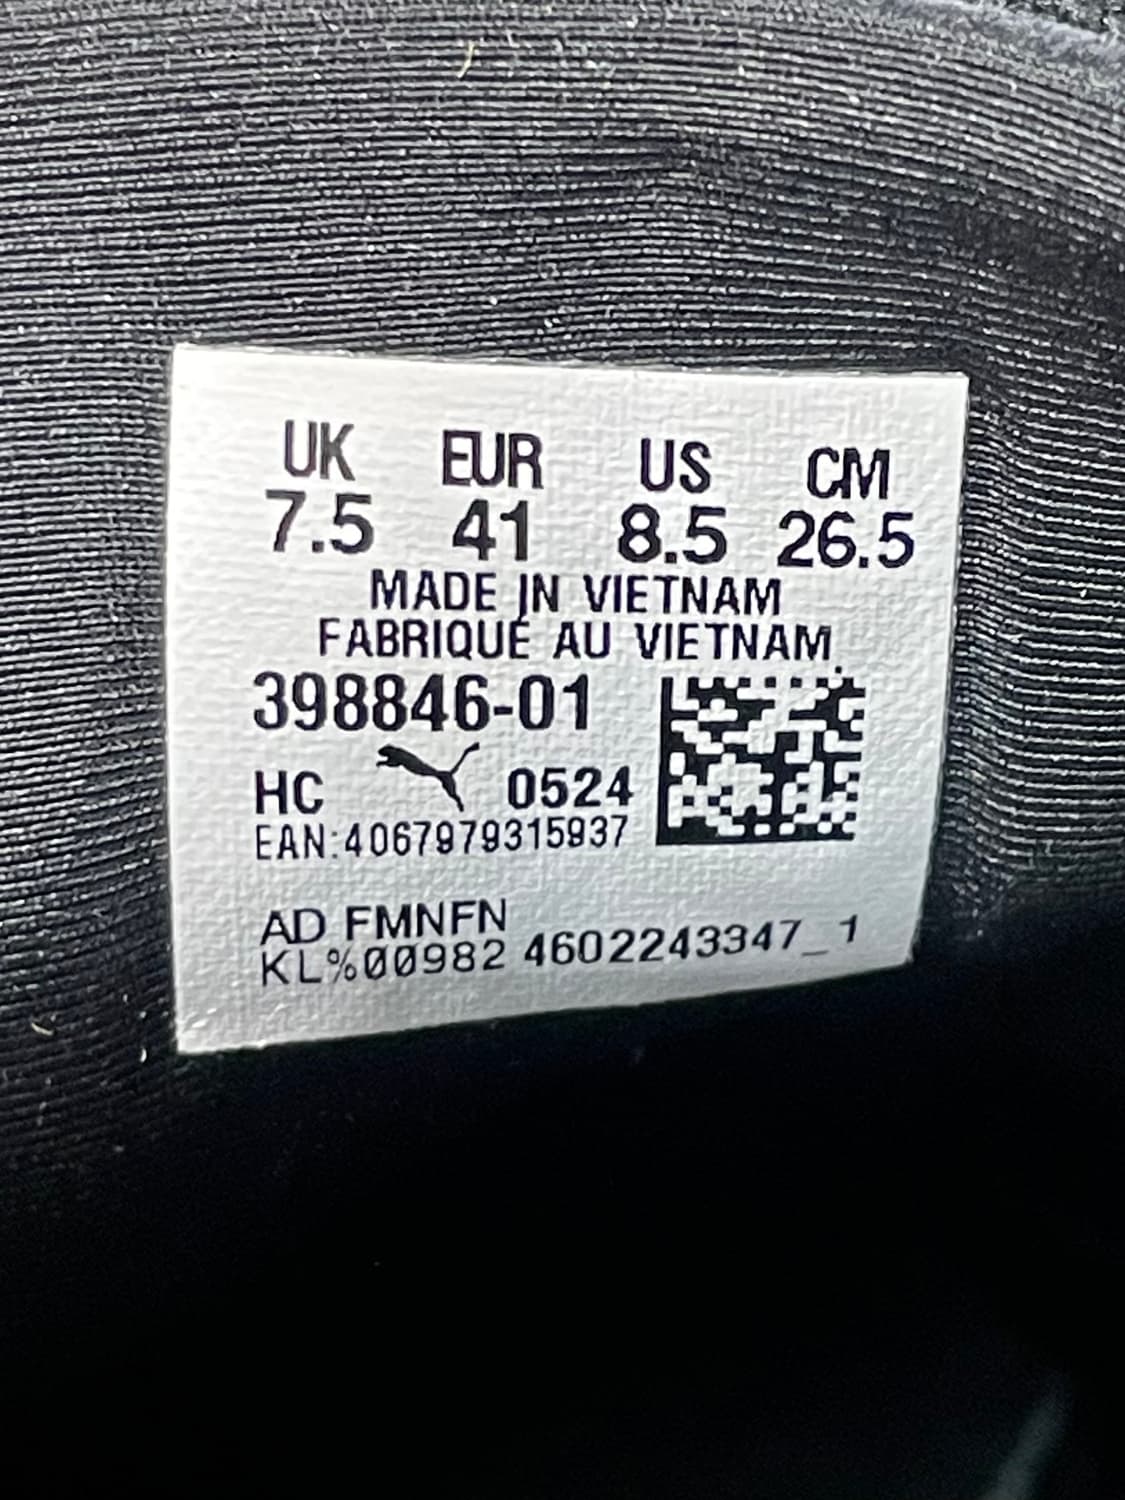 UK EUR US CM
7.5 41 8.5 26.5
MADE IN VIETNAM
FABRIQUÉ AU VIETNAM
398846-01
HC 0524
EAN:4067979315937
AD FMNFN
KL%00982 4602243347_1